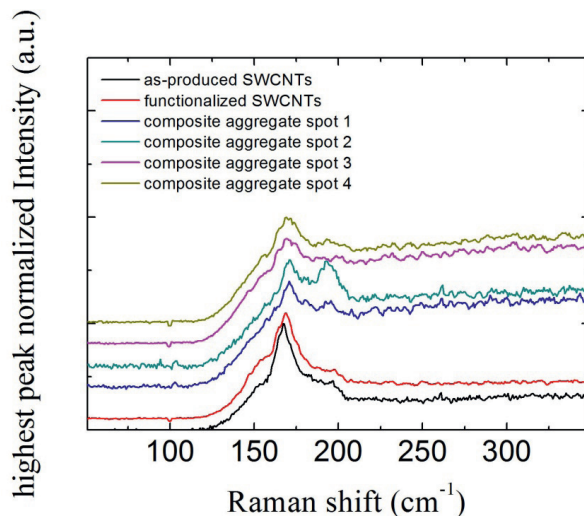 highest peak normalized Intensity (a.u.)
as-produced SWCNTs
functionalized SWCNTs
composite aggregate spot 1
composite aggregate spot 2
composite aggregate spot 3
composite aggregate spot 4
100 150 200 250 300
Raman shift (cm⁻¹)